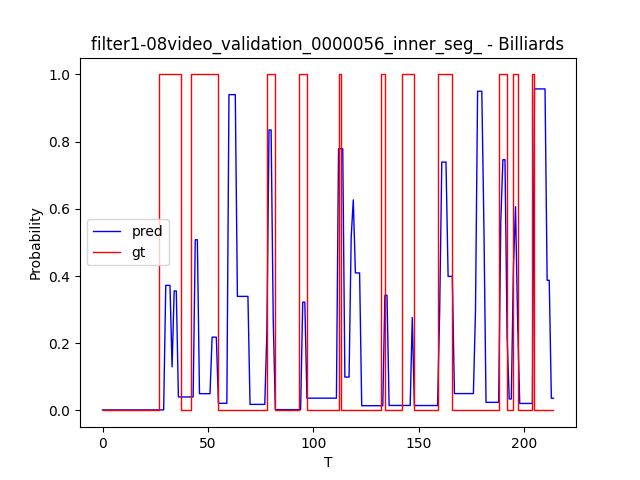 filter1-08video_validation_0000056_inner_seg_ - Billiards
1.0
0.8
0.6
0.4
0.2
0.0
Probability
pred
gt
0
50
100
150
200
T